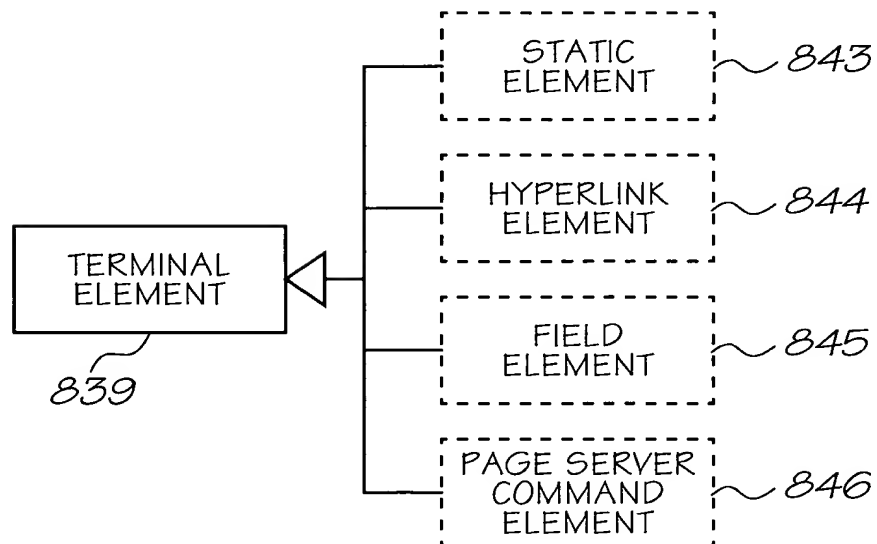 STATIC
ELEMENT
843
HYPERLINK
ELEMENT
844
TERMINAL
ELEMENT
839
FIELD
ELEMENT
845
PAGE SERVER
COMMAND
ELEMENT
846